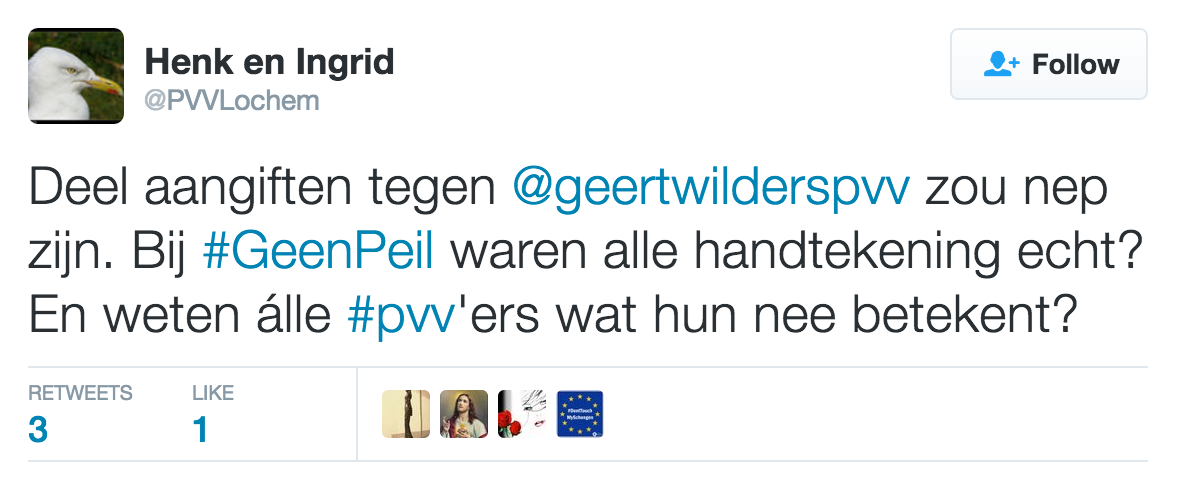 Henk en Ingrid
@PVVLochem
Follow
Deel aangiften tegen @geertwilderspvv zou nep
zijn. Bij #GeenPeil waren alle handtekening echt?
En weten álle #pvv'ers wat hun nee betekent?
RETWEETS
LIKE
3
1
#DontTouch
MySchengen